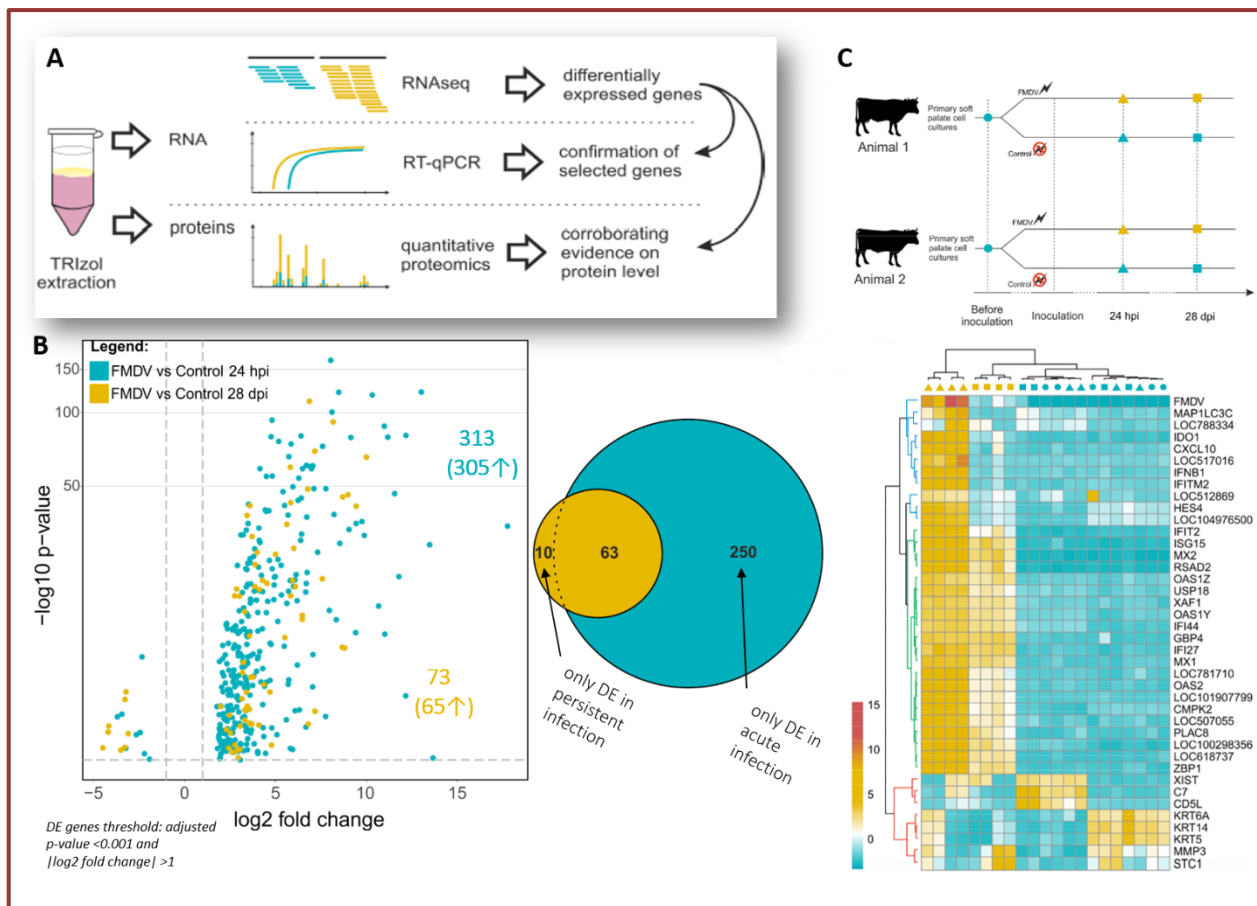 A
RNAseq
differentially
expressed genes
RNA
RT-qPCR
confirmation of
selected genes
proteins
TRIzol
extraction
quantitative
proteomics
corroborating
evidence on
protein level
B
Legend:
FMDV vs Control 24 hpi
FMDV vs Control 28 dpi
150
100
50
−log10 p−value
313
(305↑)
73
(65↑)
−5
0
5
10
15
log2 fold change
DE genes threshold: adjusted
p-value <0.001 and
|log2 fold change| >1
10
63
250
only DE in
persistent
infection
only DE in
acute
infection
C
Animal 1
Primary soft
palate cell
cultures
FMDV
Control
Animal 2
Primary soft
palate cell
cultures
FMDV
Control
Before
inoculation
Inoculation
24 hpi
28 dpi
FMDV
MAP1LC3C
LOC788334
IDO1
CXCL10
LOC517016
IFNB1
IFITM2
LOC512869
HES4
LOC104976500
IFIT2
ISG15
MX2
RSAD2
OAS1Z
USP18
XAF1
OAS1Y
IFI44
GBP4
IFI27
MX1
LOC781710
OAS2
LOC101907799
CMPK2
LOC507055
PLAC8
LOC100298356
LOC618737
ZBP1
XIST
C7
CD5L
KRT6A
KRT14
KRT5
MMP3
STC1
15
10
5
0